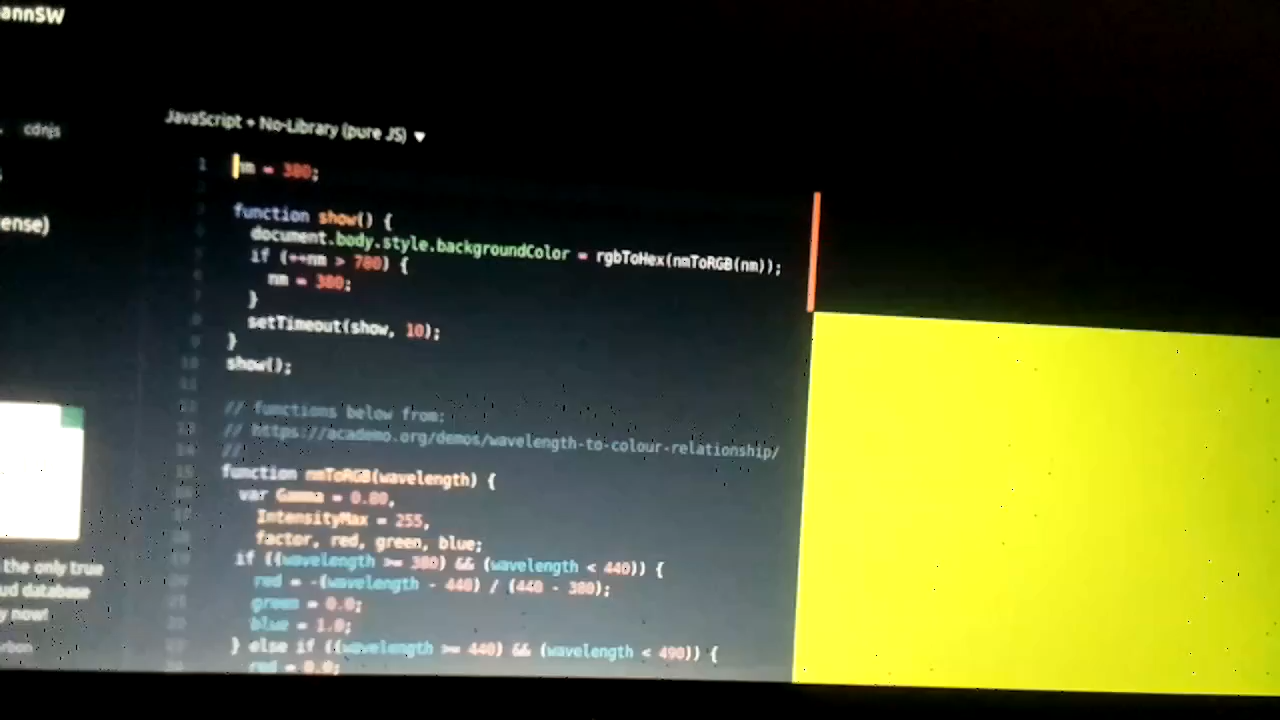 annSW
cdnjs
JavaScript + No-Library (pure JS) ▼
1 nm = 380;
function show() {
ense)
document.body.style.backgroundColor = rgbToHex(nmToRGB(nm));
if (++nm > 780) {
nm = 380;
}
setTimeout(show, 10);
}
show();
// functions below from:
// https://academo.org/demos/wavelength-to-colour-relationship/
//
function nmToRGB(wavelength) {
var Gamma = 0.80,
IntensityMax = 255,
factor, red, green, blue;
if ((wavelength >= 380) && (wavelength < 440)) {
the only true
red = -(wavelength - 440) / (440 - 380);
ud database
green = 0.0;
y now!
blue = 1.0;
} else if ((wavelength >= 440) && (wavelength < 490)) {
red = 0.0;